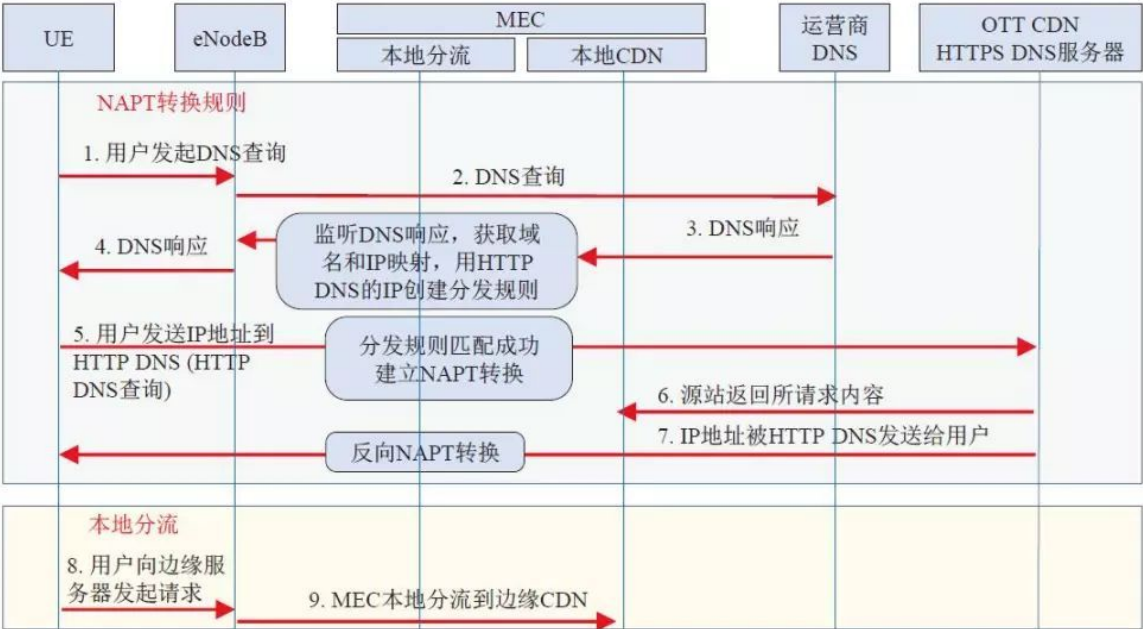 UE
eNodeB
MEC
本地分流
本地CDN
运营商
DNS
OTT CDN
HTTPS DNS服务器
NAPT转换规则
1. 用户发起DNS查询
2. DNS查询
3. DNS响应
监听DNS响应，获取域
名和IP映射，用HTTP
DNS的IP创建分发规则
4. DNS响应
5. 用户发送IP地址到
HTTP DNS (HTTP
DNS查询)
分发规则匹配成功
建立NAPT转换
6. 源站返回所请求内容
7. IP地址被HTTP DNS发送给用户
反向NAPT转换
本地分流
8. 用户向边缘服
务器发起请求
9. MEC本地分流到边缘CDN